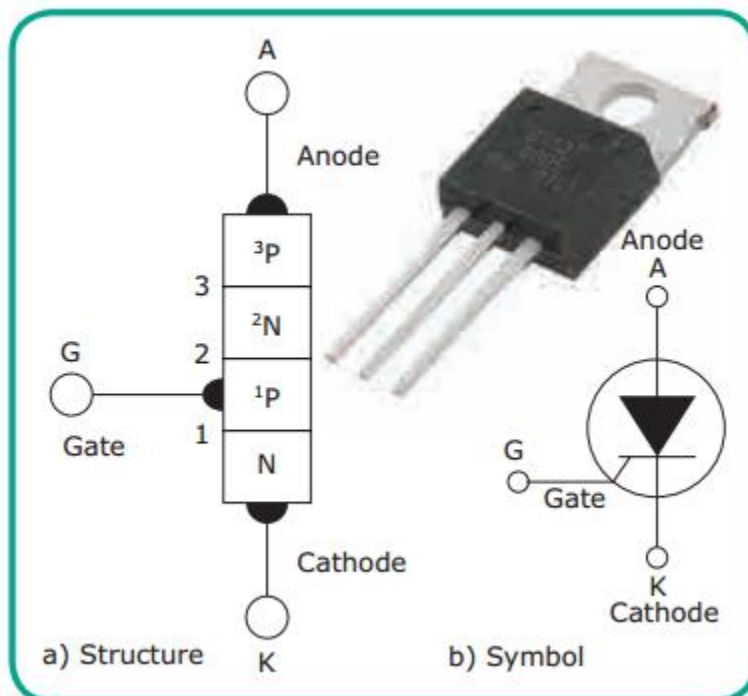 A
Anode
³P
3
²N
2
G
¹P
Gate
1
N
Cathode
K
a) Structure
Anode
A
G
Gate
K
Cathode
b) Symbol